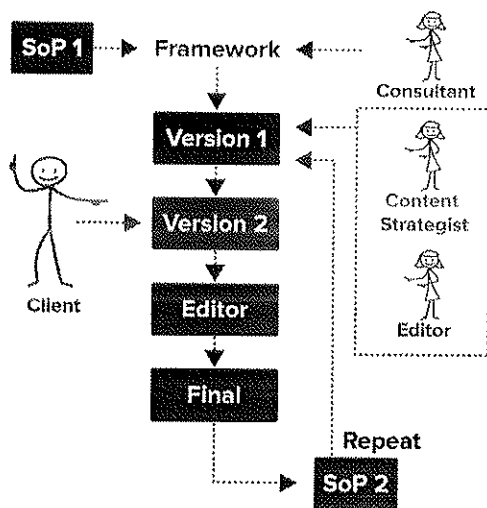 SoP 1
Framework
Consultant
Version 1
Content
Strategist
Version 2
Client
Editor
Editor
Final
Repeat
SoP 2